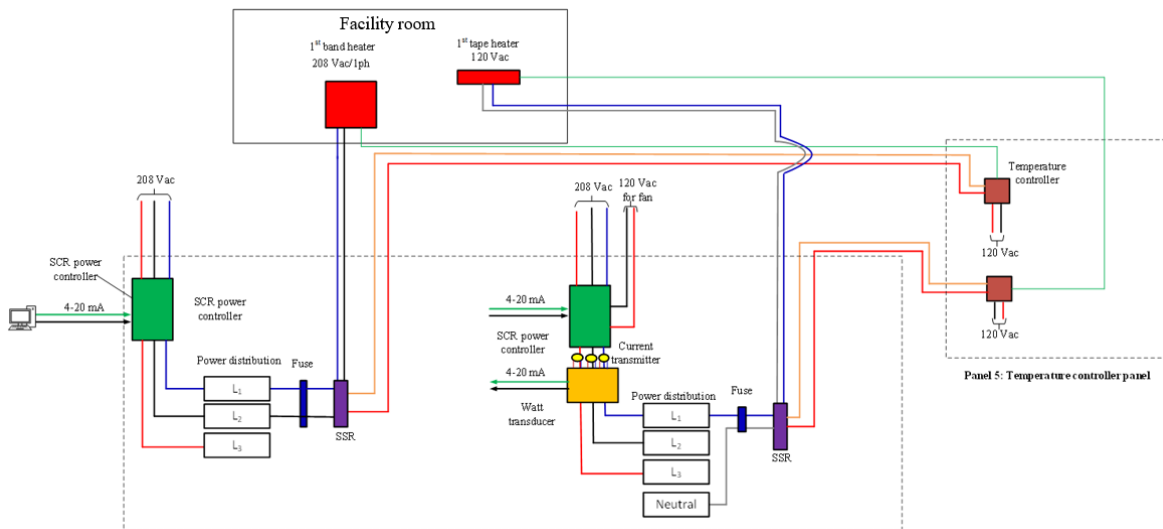 Facility room
1st band heater
208 Vac/1ph
1st tape heater
120 Vac
Temperature
controller
120 Vac
120 Vac
Panel 5: Temperature controller panel
208 Vac
SCR power
controller
SCR power
controller
4-20 mA
Power distribution
Fuse
L1
L2
L3
SSR
208 Vac
120 Vac
for fan
4-20 mA
SCR power
controller
Current
transmitter
4-20 mA
Watt
transducer
Power distribution
Fuse
L1
L2
L3
Neutral
SSR